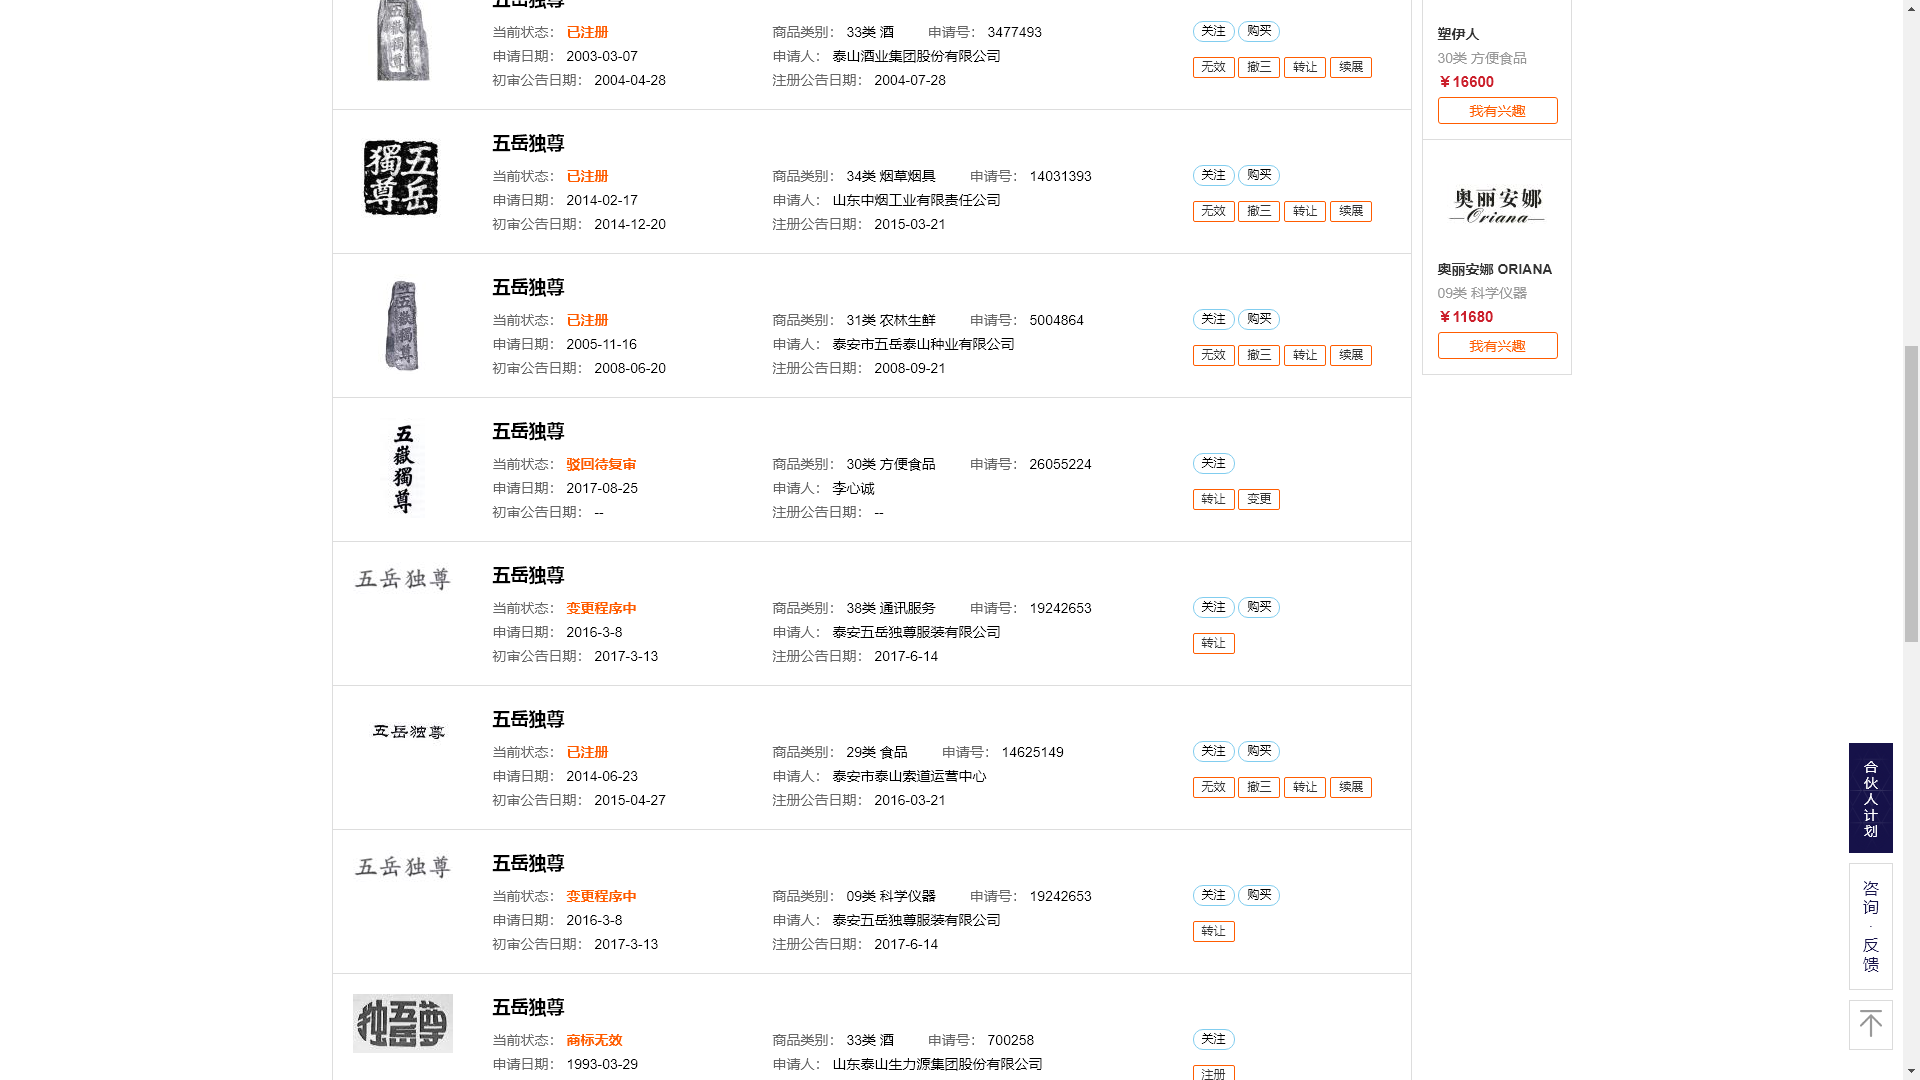 五岳独尊
当前状态： 已注册 商品类别： 33类 酒 申请号： 3477493 关注 购买
申请日期： 2003-03-07 申请人： 泰山酒业集团股份有限公司
初审公告日期： 2004-04-28 注册公告日期： 2004-07-28 无效 撤三 转让 续展
五岳獨尊
五岳独尊
当前状态： 已注册 商品类别： 34类 烟草烟具 申请号： 14031393 关注 购买
申请日期： 2014-02-17 申请人： 山东中烟工业有限责任公司
初审公告日期： 2014-12-20 注册公告日期： 2015-03-21 无效 撤三 转让 续展
五嶽獨尊
五岳独尊
当前状态： 已注册 商品类别： 31类 农林生鲜 申请号： 5004864 关注 购买
申请日期： 2005-11-16 申请人： 泰安市五岳泰山种业有限公司
初审公告日期： 2008-06-20 注册公告日期： 2008-09-21 无效 撤三 转让 续展
五嶽獨尊
五岳独尊
当前状态： 驳回待复审 商品类别： 30类 方便食品 申请号： 26055224 关注
申请日期： 2017-08-25 申请人： 李心诚
初审公告日期： -- 注册公告日期： -- 转让 变更
五岳独尊
五岳独尊
当前状态： 变更程序中 商品类别： 38类 通讯服务 申请号： 19242653 关注 购买
申请日期： 2016-3-8 申请人： 泰安五岳独尊服装有限公司
初审公告日期： 2017-3-13 注册公告日期： 2017-6-14 转让
五岳独尊
五岳独尊
当前状态： 已注册 商品类别： 29类 食品 申请号： 14625149 关注 购买
申请日期： 2014-06-23 申请人： 泰安市泰山索道运营中心
初审公告日期： 2015-04-27 注册公告日期： 2016-03-21 无效 撤三 转让 续展
五岳独尊
五岳独尊
当前状态： 变更程序中 商品类别： 09类 科学仪器 申请号： 19242653 关注 购买
申请日期： 2016-3-8 申请人： 泰安五岳独尊服装有限公司
初审公告日期： 2017-3-13 注册公告日期： 2017-6-14 转让
独五岳尊
五岳独尊
当前状态： 商标无效 商品类别： 33类 酒 申请号： 700258 关注
申请日期： 1993-03-29 申请人： 山东泰山生力源集团股份有限公司 注册
塑伊人
30类 方便食品
￥16600
我有兴趣
奥丽安娜
Oriana
奥丽安娜 ORIANA
09类 科学仪器
￥11680
我有兴趣
合伙人计划
咨询·反馈